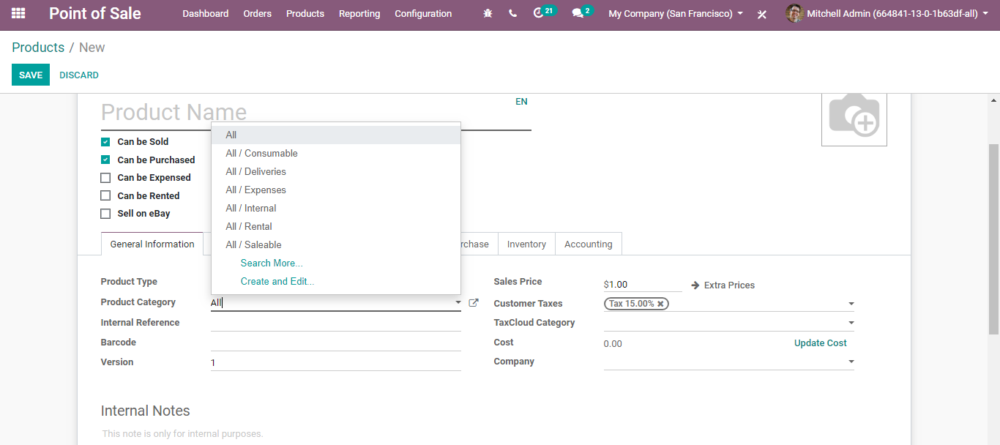 Point of Sale Dashboard Orders Products Reporting Configuration 21 2 My Company (San Francisco) Mitchell Admin (664841-13-0-1b63df-all)
Products / New
SAVE DISCARD
EN
Product Name
Can be Sold
Can be Purchased
Can be Expensed
Can be Rented
Sell on eBay
All
All / Consumable
All / Deliveries
All / Expenses
All / Internal
All / Rental
All / Saleable
Search More...
Create and Edit...
General Information rchase Inventory Accounting
Product Type
Product Category All
Internal Reference
Barcode
Version 1
Sales Price $1.00 Extra Prices
Customer Taxes Tax 15.00%
TaxCloud Category
Cost 0.00 Update Cost
Company
Internal Notes
This note is only for internal purposes.